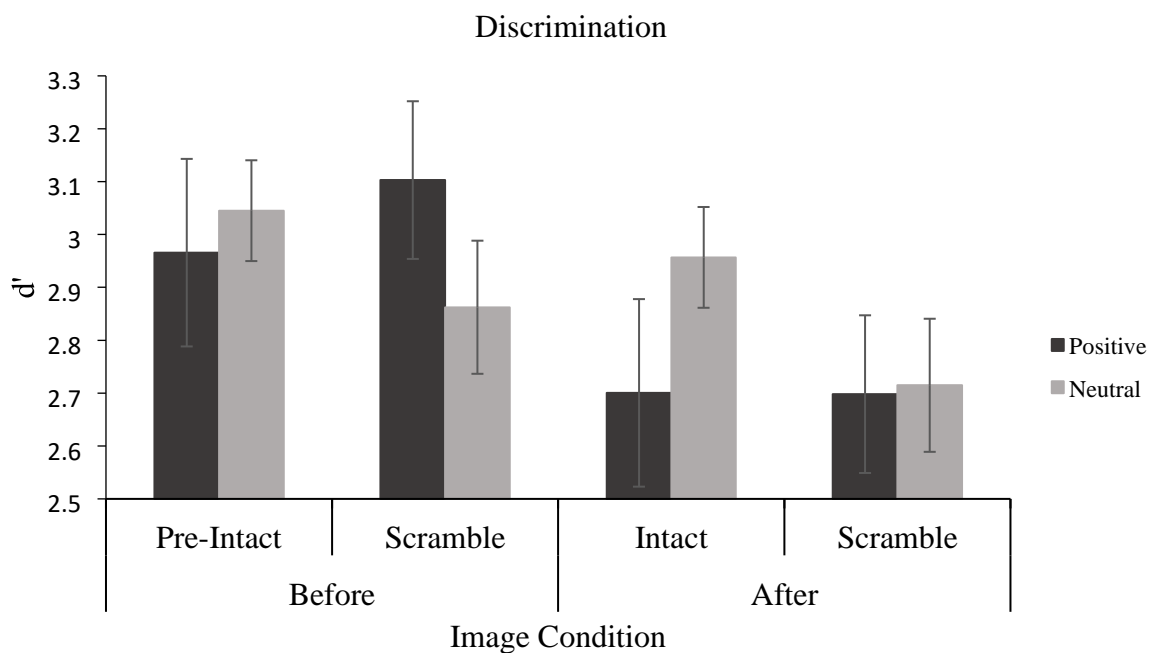 Discrimination
3.3
3.2
3.1
3
2.9
2.8
2.7
2.6
2.5
d'
Positive
Neutral
Pre-Intact Scramble Intact Scramble
Before After
Image Condition